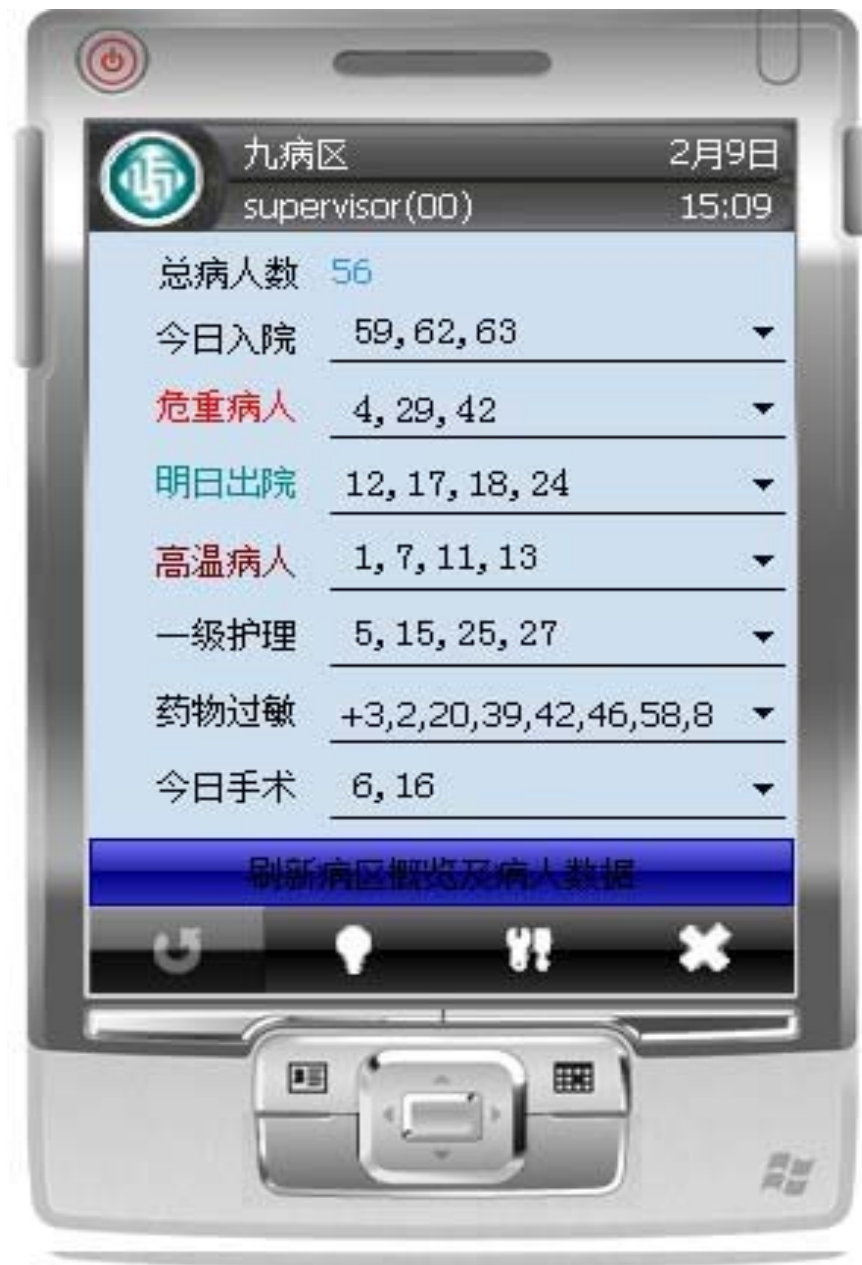 九病区 2月9日
supervisor(00) 15:09
总病人数 56
今日入院 59,62,63
危重病人 4,29,42
明日出院 12,17,18,24
高温病人 1,7,11,13
一级护理 5,15,25,27
药物过敏 +3,2,20,39,42,46,58,8
今日手术 6,16
刷新病区概览及病人数据